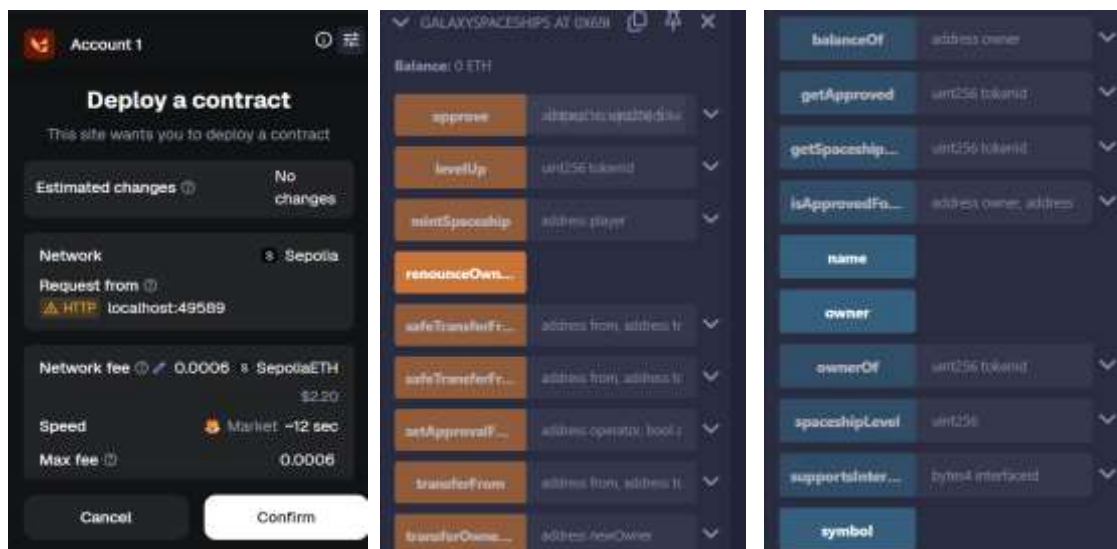 Account 1
Deploy a contract
This site wants you to deploy a contract
Estimated changes
No changes
Network
Sepolia
Request from
HTTP localhost:49589
Network fee 0.0006 SepoliaETH
$2.20
Speed
Market ~12 sec
Max fee
0.0006
Cancel
Confirm
GALAXYSPACESHIPS AT 0X69
Balance: 0 ETH
approve
levelUp uint256 tokenId
mintSpaceship address player
renounceOwn...
safeTransferFr... address from, address t
safeTransferFr... address from, address t
setApprovalF... address operator, bool a
transferFrom address from, address t
transferOwne... address newOwner
balanceOf address owner
getApproved uint256 tokenId
getSpaceship... uint256 tokenId
isApprovedFo... address owner, address
name
owner
ownerOf uint256 tokenId
spaceshipLevel uint256
supportsInter... bytes4 interfaceId
symbol